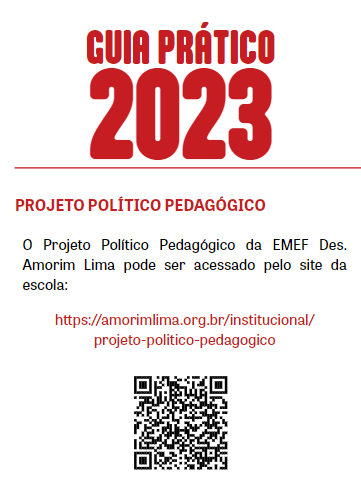 GUIA PRÁTICO
2023
PROJETO POLÍTICO PEDAGÓGICO
O Projeto Político Pedagógico da EMEF Des.
Amorim Lima pode ser acessado pelo site da
escola:
https://amorimlima.org.br/institucional/
projeto-politico-pedagogico